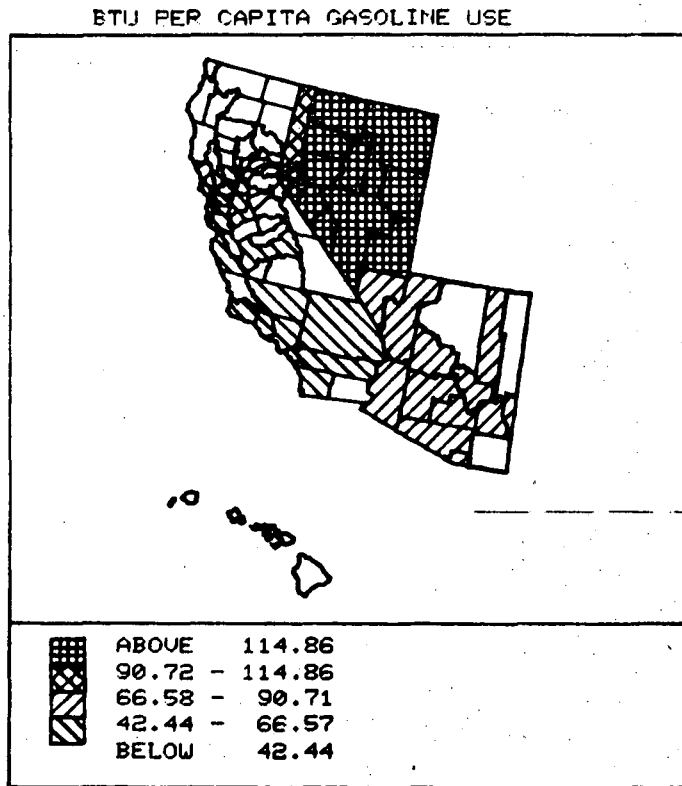 BTU PER CAPITA GASOLINE USE
ABOVE 114.86
90.72 - 114.86
66.58 - 90.71
42.44 - 66.57
BELOW 42.44